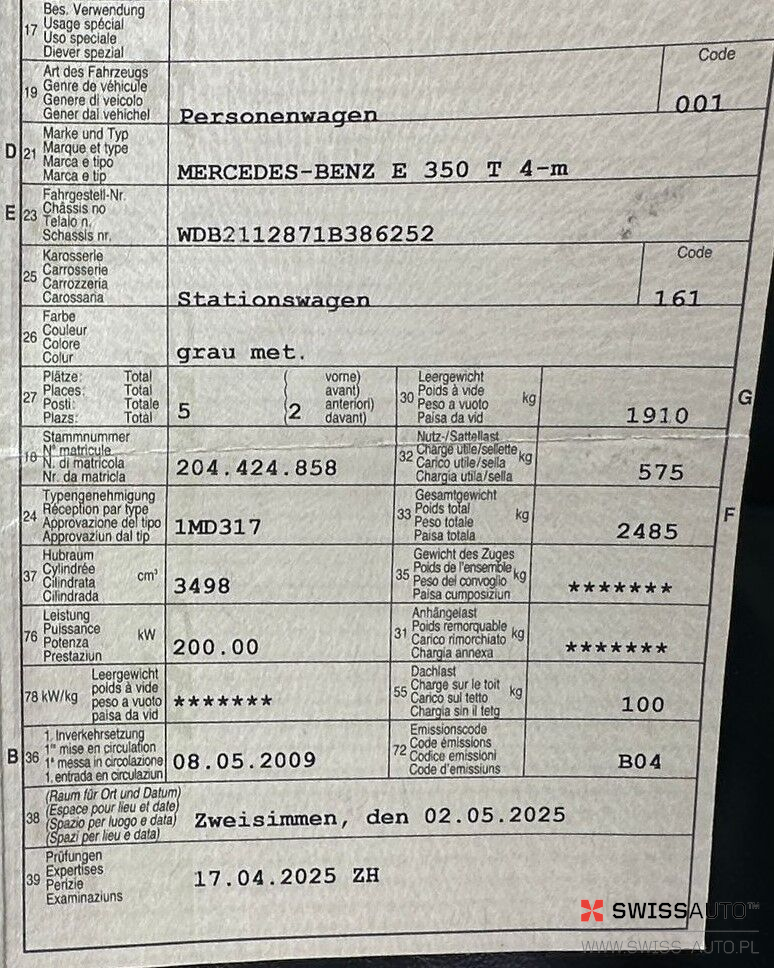 17 Bes. Verwendung
Usage spécial
Uso speciale
Diever spezial
19 Art des Fahrzeugs
Genre de véhicule
Genere di veicolo
Gener dal vehichel
Personenwagen
Code
001
D 21 Marke und Typ
Marque et type
Marca e tipo
Marca e tip
MERCEDES-BENZ E 350 T 4-m
E 23 Fahrgestell-Nr.
Châssis no
Telaio n.
Schassis nr.
WDB2112871B386252
25 Karosserie
Carrosserie
Carrozzeria
Carossaria
Stationswagen
Code
161
26 Farbe
Couleur
Colore
Colur
grau met.
27 Plätze: Total
Places: Total
Posti: Totale
Plazs: Total
5
( vorne)
avant)
anteriori)
( davant)
2
30 Leergewicht
Poids à vide
Peso a vuoto
Paisa da vid
kg
1910
G
18 Stammnummer
N° matricule
N. di matricola
Nr. da matricla
204.424.858
32 Nutz-/Sattellast
Charge utile/sellette
Carico utile/sella
Chargia utila/sella
kg
575
24 Typengenehmigung
Réception par type
Approvazione del tipo
Approvaziun dal tip
1MD317
33 Gesamtgewicht
Poids total
Peso totale
Paisa totala
kg
2485
F
37 Hubraum
Cylindrée
Cilindrata
Cilindrada
cm³
3498
35 Gewicht des Zuges
Poids de l'ensemble
Peso del convoglio
Paisa cumposiziun
kg
*******
76 Leistung
Puissance
Potenza
Prestaziun
kW
200.00
31 Anhängelast
Poids remorquable
Carico rimorchiato
Chargia annexa
kg
*******
78 kW/kg
Leergewicht
poids à vide
peso a vuoto
paisa da vid
*******
55 Dachlast
Charge sur le toit
Carico sul tetto
Chargia sin il tetg
kg
100
B 36 1. Inverkehrsetzung
1re mise en circulation
1a messa in circolazione
1. entrada en circulaziun
08.05.2009
72 Emissionscode
Code émissions
Codice emissioni
Code d'emissiuns
B04
38 (Raum für Ort und Datum)
(Espace pour lieu et date)
(Spazio per luogo e data)
(Spazi per lieu e data)
Zweisimmen, den 02.05.2025
39 Prüfungen
Expertises
Perizie
Examinaziuns
17.04.2025 ZH
SWISSAUTO™
WWW.SWISS-AUTO.PL